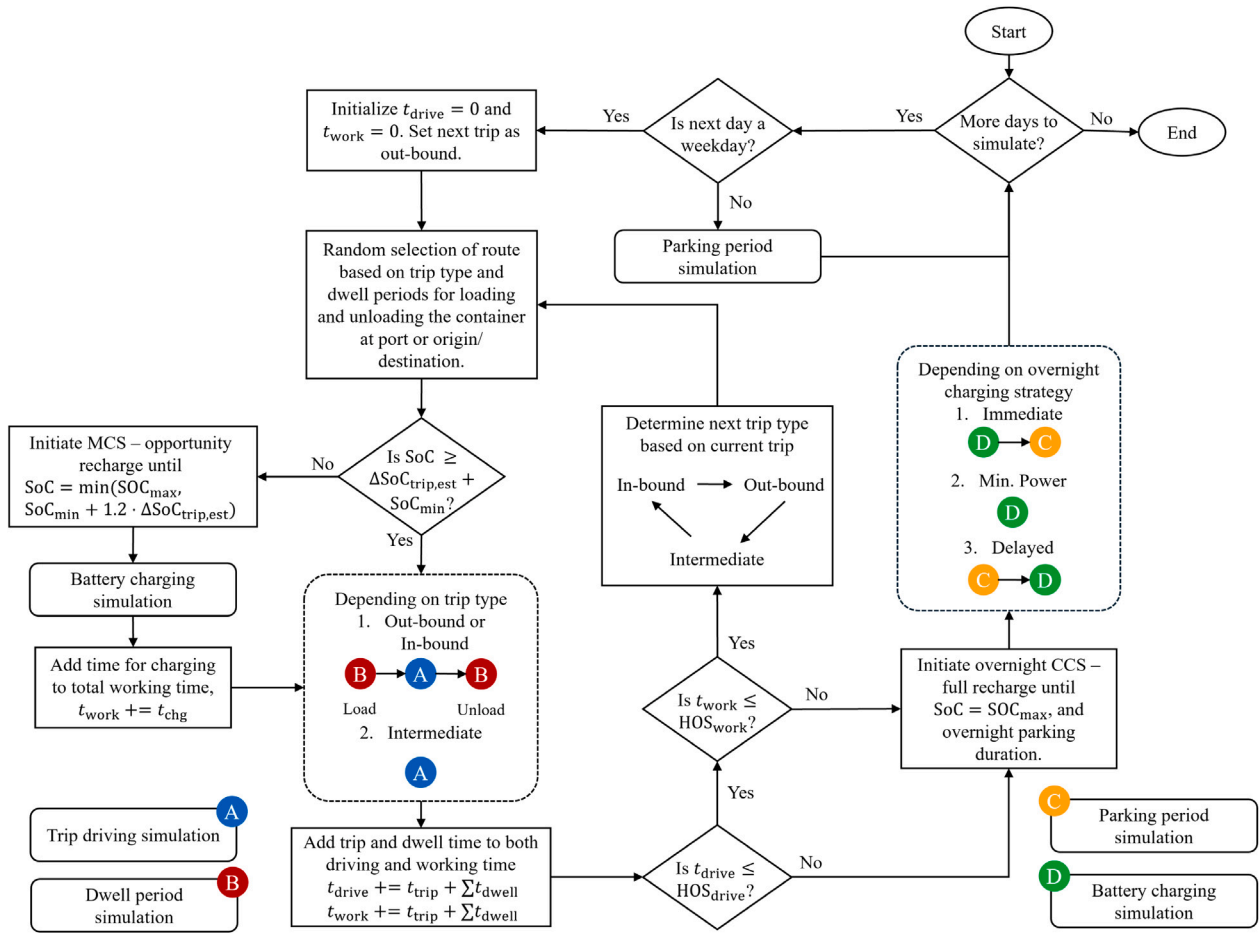 Start
More days to
simulate?
Yes
No
End
Is next day a
weekday?
Yes
No
Initialize t_drive = 0 and
t_work = 0. Set next trip as
out-bound.
Parking period
simulation
Random selection of route
based on trip type and
dwell periods for loading
and unloading the container
at port or origin/
destination.
Is SoC ≥
ΔSoC_trip,est +
SoC_min?
No
Yes
Initiate MCS – opportunity
recharge until
SoC = min(SOC_max,
SoC_min + 1.2 · ΔSoC_trip,est)
Battery charging
simulation
Add time for charging
to total working time,
t_work += t_chg
Depending on trip type
1. Out-bound or
In-bound
B A B
Load Unload
2. Intermediate
A
Add trip and dwell time to both
driving and working time
t_drive += t_trip + ∑t_dwell
t_work += t_trip + ∑t_dwell
Is t_drive ≤
HOS_drive?
Yes
No
Is t_work ≤
HOS_work?
Yes
No
Determine next trip type
based on current trip
In-bound Out-bound
Intermediate
Initiate overnight CCS –
full recharge until
SoC = SOC_max, and
overnight parking
duration.
Depending on overnight
charging strategy
1. Immediate
D C
2. Min. Power
D
3. Delayed
C D
A
Trip driving simulation
B
Dwell period
simulation
C
Parking period
simulation
D
Battery charging
simulation